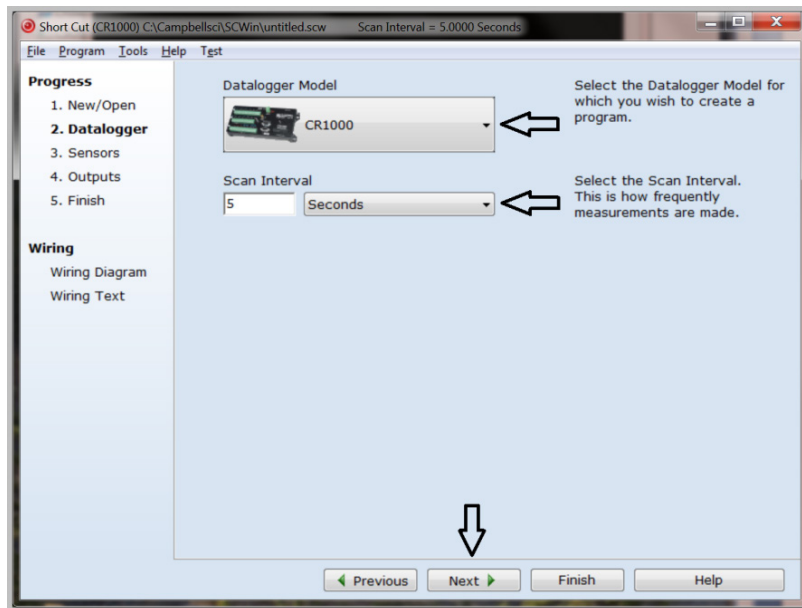 Short Cut (CR1000) C:\Campbellsci\SCWin\untitled.scw Scan Interval = 5.0000 Seconds
File Program Tools Help Test
Progress
1. New/Open
2. Datalogger
3. Sensors
4. Outputs
5. Finish
Wiring
Wiring Diagram
Wiring Text
Datalogger Model
CR1000
Select the Datalogger Model for
which you wish to create a
program.
Scan Interval
5 Seconds
Select the Scan Interval.
This is how frequently
measurements are made.
Previous Next Finish Help